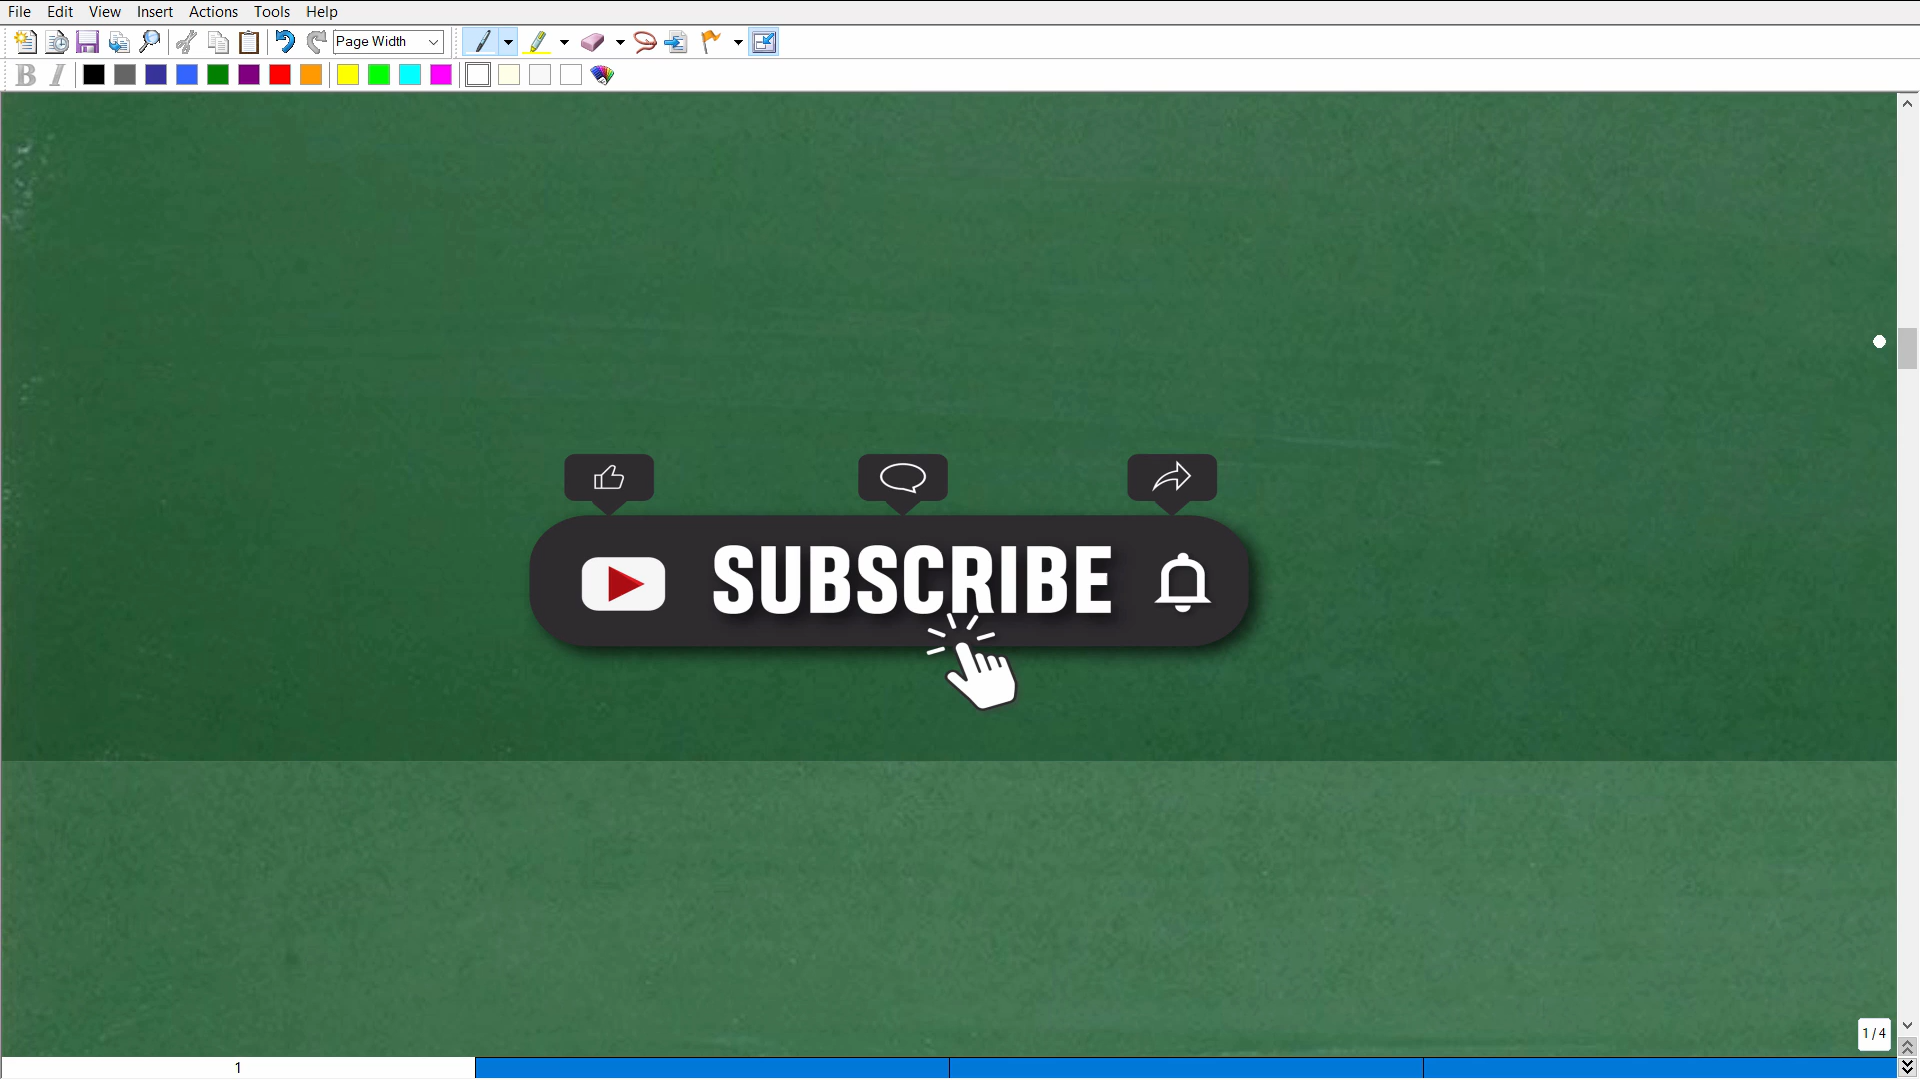 File Edit View Insert Actions Tools Help
Page Width
B I
SUBSCRIBE
1 / 4
1